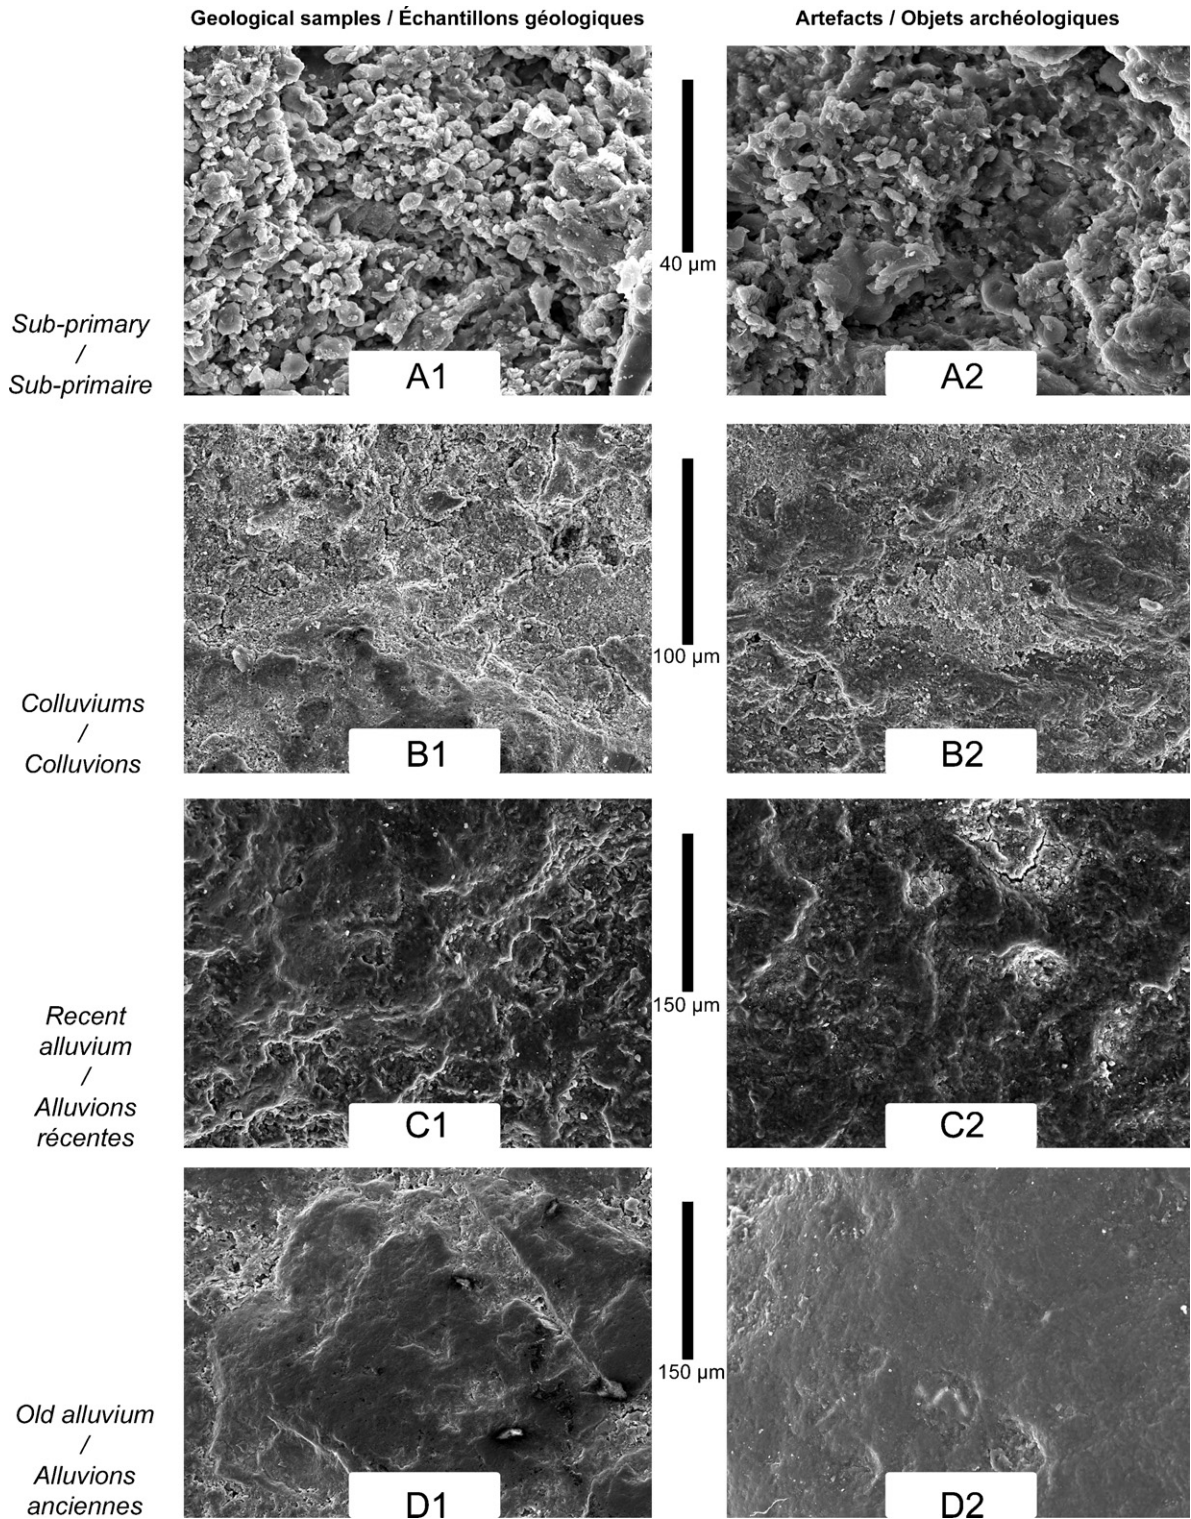 Geological samples / Échantillons géologiques
Artefacts / Objets archéologiques
40 µm
Sub-primary
/
Sub-primaire
A1
A2
100 µm
Colluviums
/
Colluvions
B1
B2
150 µm
Recent
alluvium
/
Alluvions
récentes
C1
C2
150 µm
Old alluvium
/
Alluvions
anciennes
D1
D2